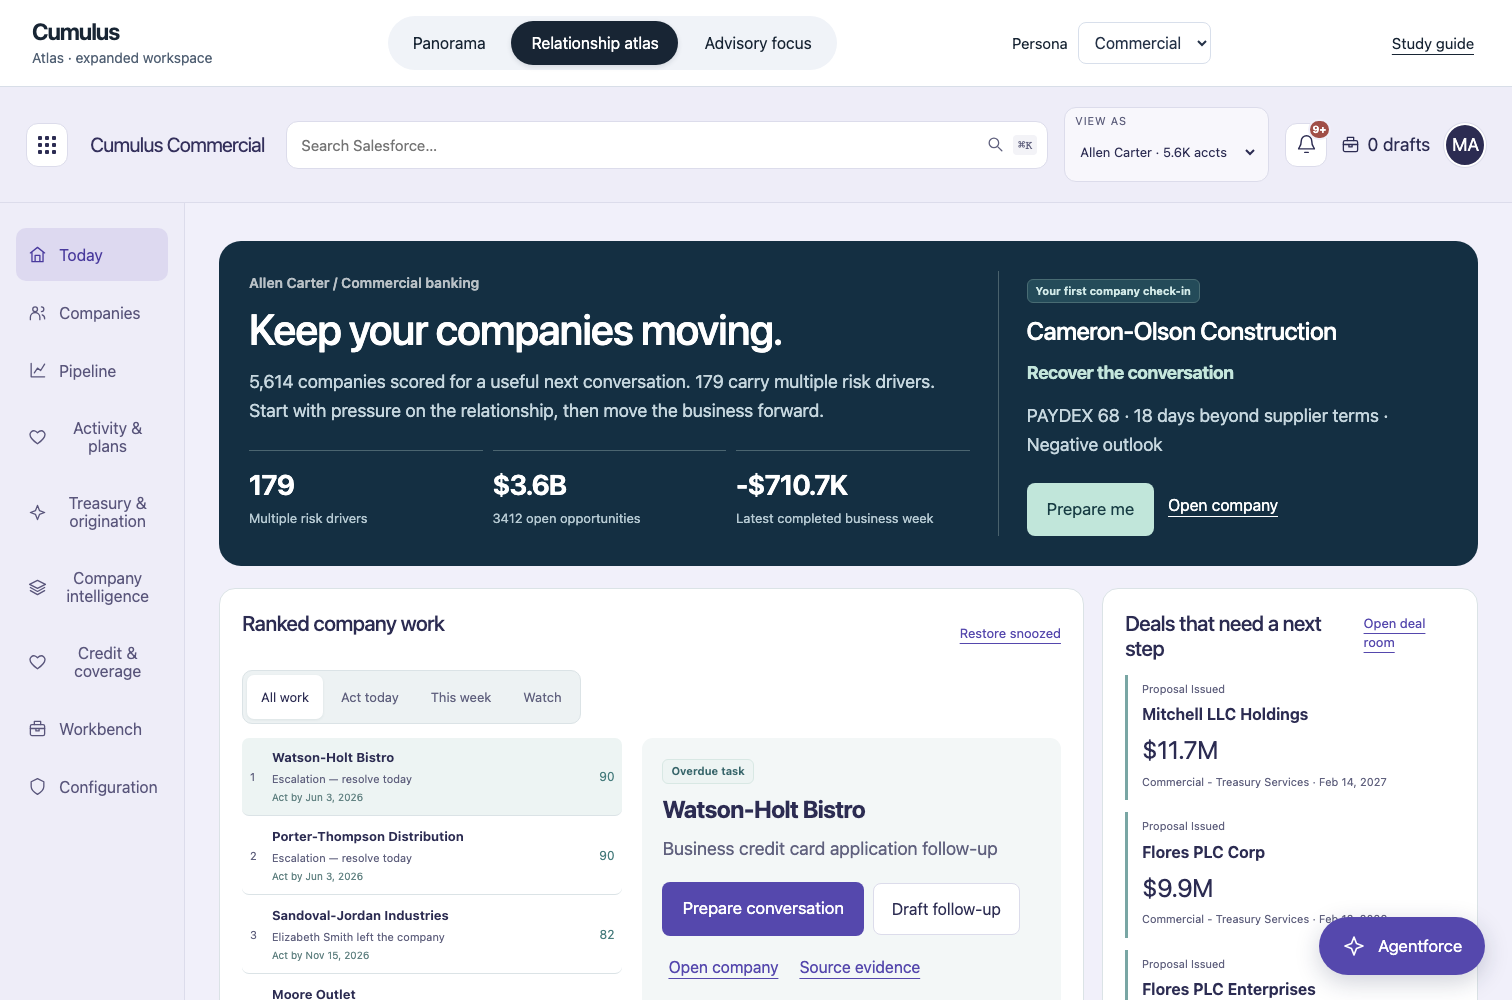 Cumulus
Atlas · expanded workspace
Panorama
Relationship atlas
Advisory focus
Persona
Commercial
Study guide
Cumulus Commercial
Search Salesforce...
⌘K
VIEW AS
Allen Carter · 5.6K accts
9+
0 drafts
MA
Today
Companies
Pipeline
Activity &
plans
Treasury &
origination
Company
intelligence
Credit &
coverage
Workbench
Configuration
Allen Carter / Commercial banking
Keep your companies moving.
5,614 companies scored for a useful next conversation. 179 carry multiple risk drivers.
Start with pressure on the relationship, then move the business forward.
179
Multiple risk drivers
$3.6B
3412 open opportunities
-$710.7K
Latest completed business week
Your first company check-in
Cameron-Olson Construction
Recover the conversation
PAYDEX 68 · 18 days beyond supplier terms ·
Negative outlook
Prepare me
Open company
Ranked company work
Restore snoozed
All work
Act today
This week
Watch
1
Watson-Holt Bistro
Escalation — resolve today
Act by Jun 3, 2026
90
2
Porter-Thompson Distribution
Escalation — resolve today
Act by Jun 3, 2026
90
3
Sandoval-Jordan Industries
Elizabeth Smith left the company
Act by Nov 15, 2026
82
Moore Outlet
Overdue task
Watson-Holt Bistro
Business credit card application follow-up
Prepare conversation
Draft follow-up
Open company
Source evidence
Deals that need a next
step
Open deal
room
Proposal Issued
Mitchell LLC Holdings
$11.7M
Commercial - Treasury Services · Feb 14, 2027
Proposal Issued
Flores PLC Corp
$9.9M
Commercial - Treasury Services · Feb
Proposal Issued
Flores PLC Enterprises
Agentforce